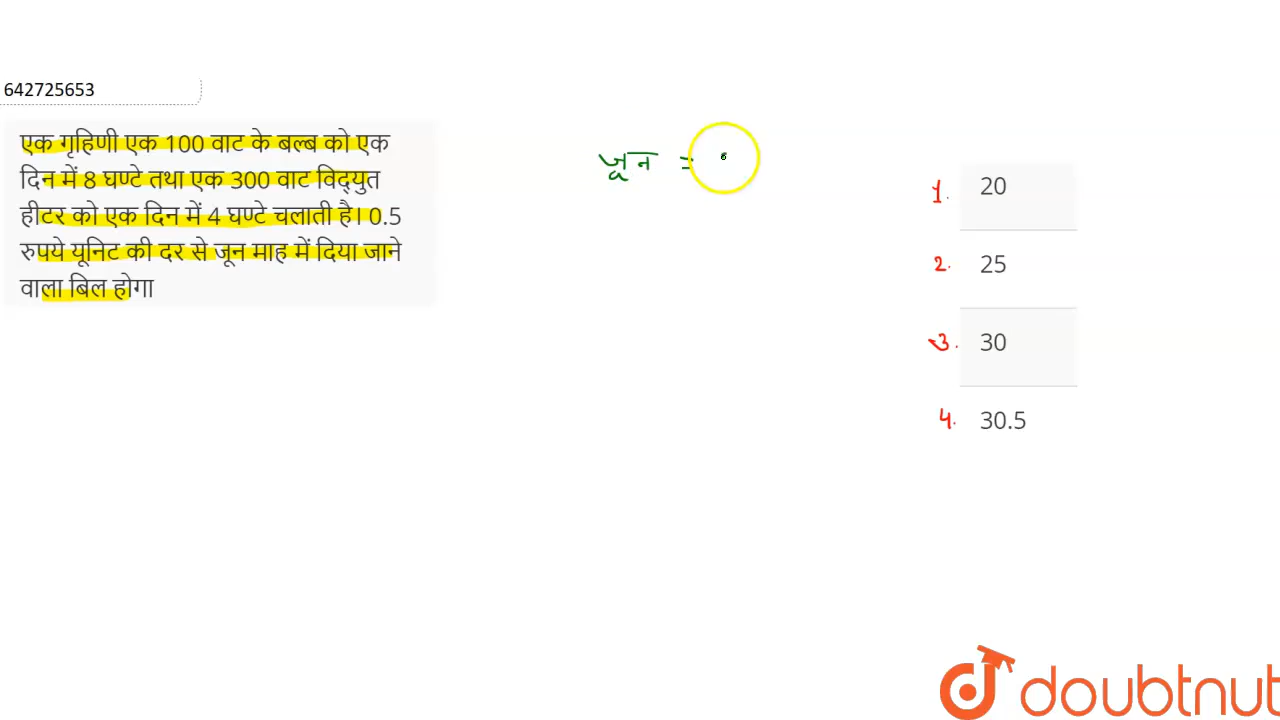 642725653
एक गृहिणी एक 100 वाट के बल्ब को एक
दिन में 8 घण्टे तथा एक 300 वाट विद्युत
हीटर को एक दिन में 4 घण्टे चलाती है। 0.5
रुपये यूनिट की दर से जून माह में दिया जाने
वाला बिल होगा
जून =
1. 20
2. 25
3. 30
4. 30.5
doubtnut